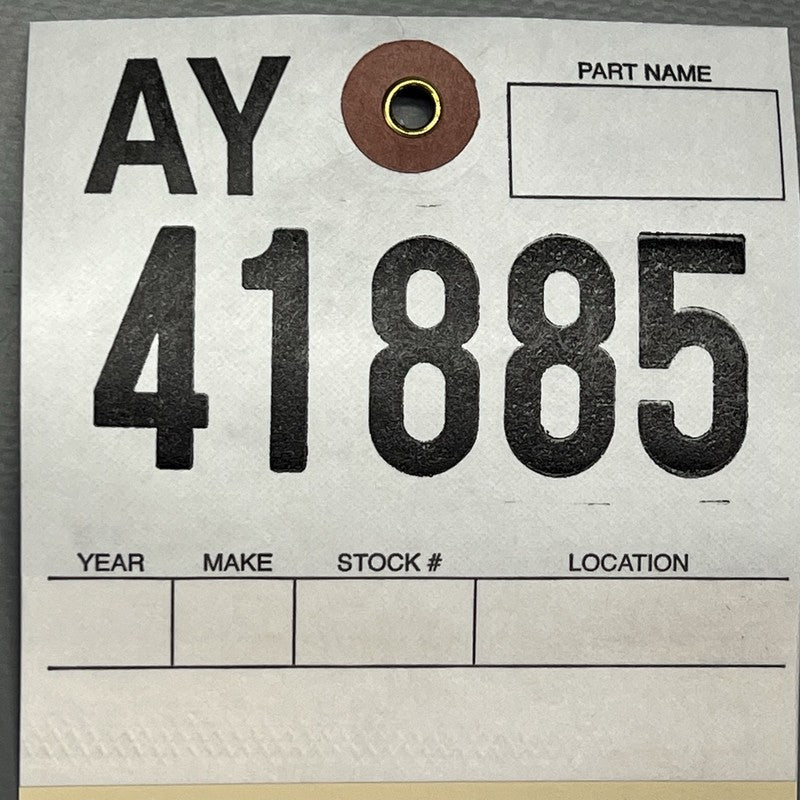 AY
PART NAME
41885
YEAR MAKE STOCK # LOCATION